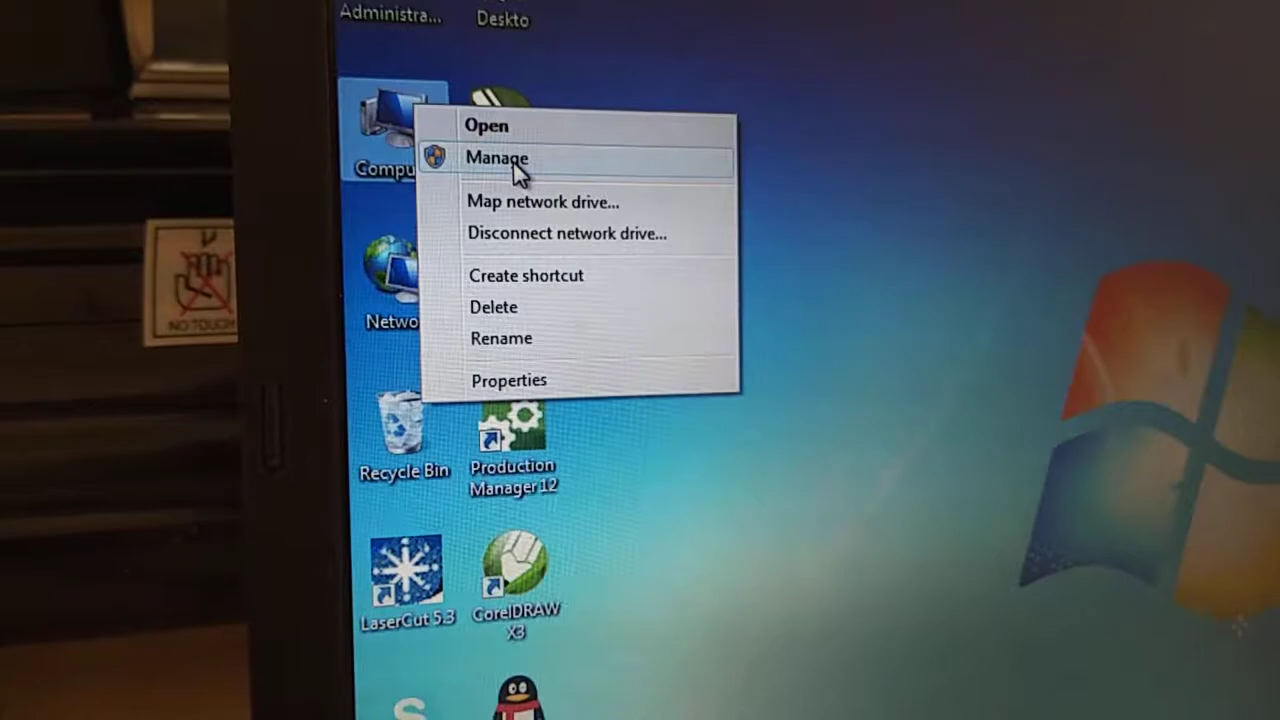 Administra...
Deskto
Compu
Open
Manage
Map network drive...
Disconnect network drive...
Create shortcut
Delete
Rename
Properties
Netwo
NO TOUCH
Recycle Bin
Production
Manager 12
LaserCut 5.3
CorelDRAW
X3
S